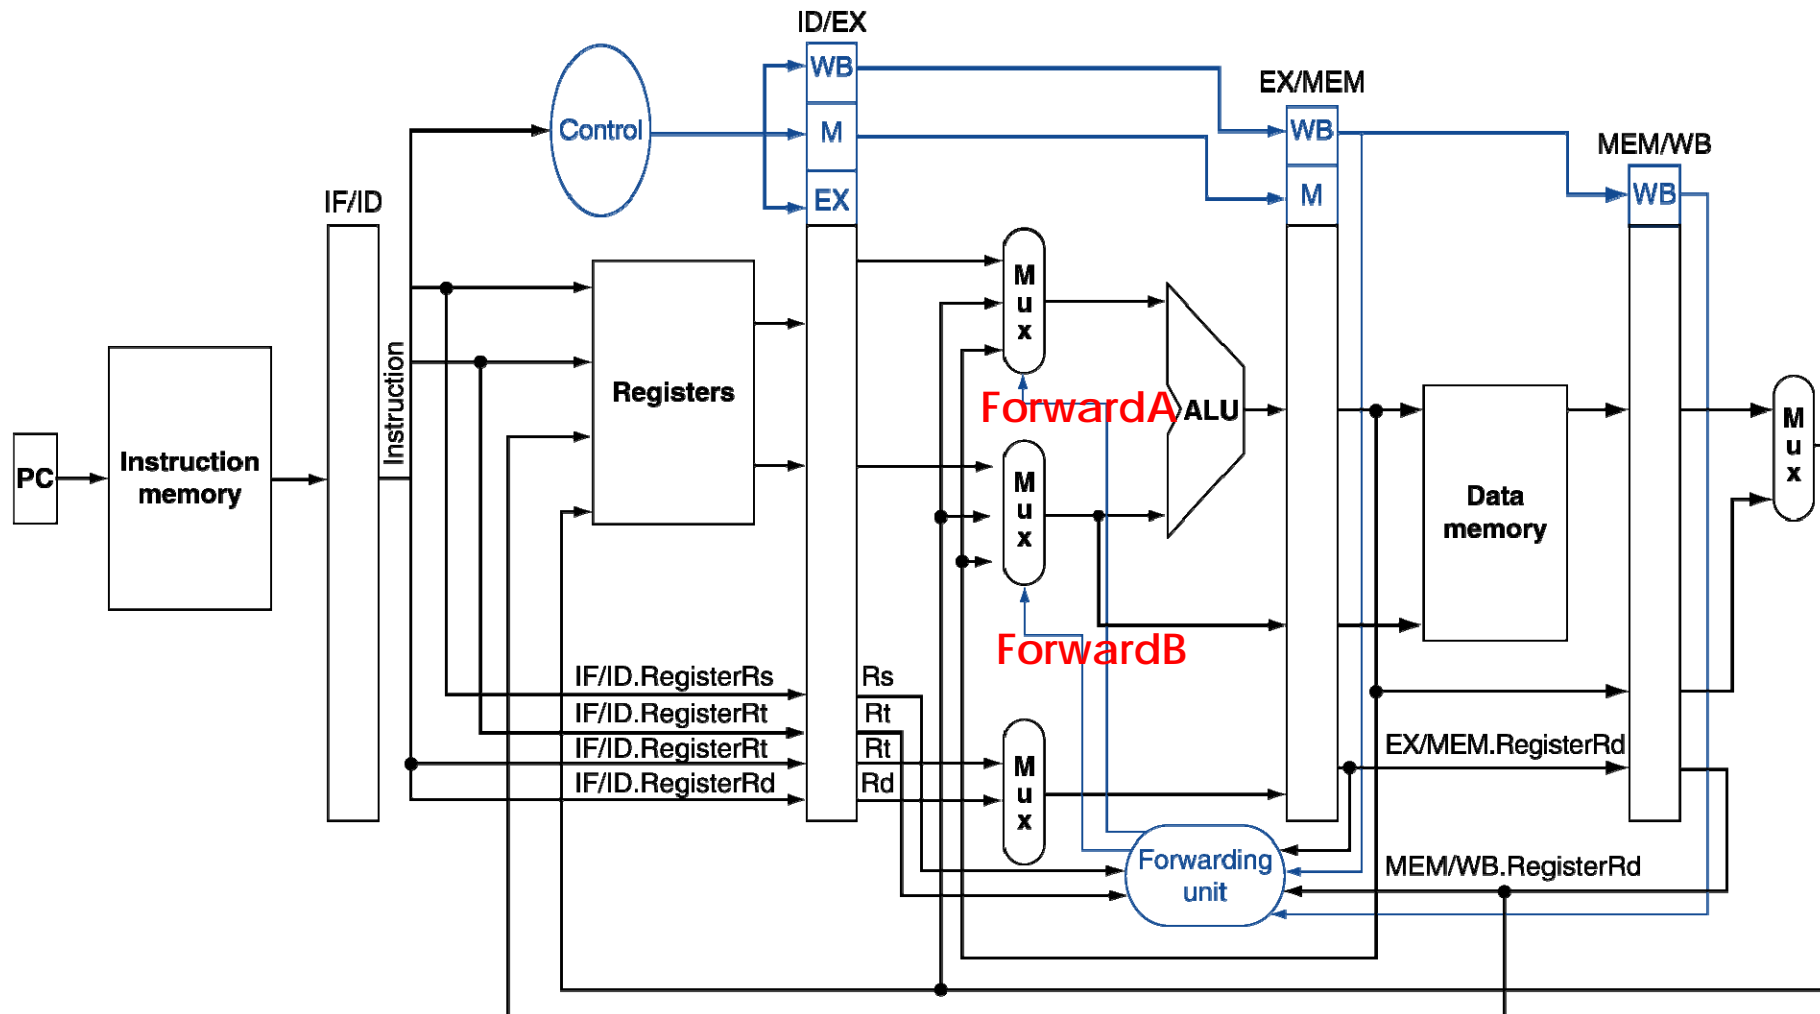 ID/EX
WB
Control
M
EX
EX/MEM
WB
M
MEM/WB
WB
IF/ID
PC
Instruction
memory
Instruction
Registers
M
u
x
ForwardA
ALU
M
u
x
ForwardB
Data
memory
M
u
x
IF/ID.RegisterRs
Rs
IF/ID.RegisterRt
Rt
IF/ID.RegisterRt
Rt
IF/ID.RegisterRd
Rd
M
u
x
EX/MEM.RegisterRd
Forwarding
unit
MEM/WB.RegisterRd